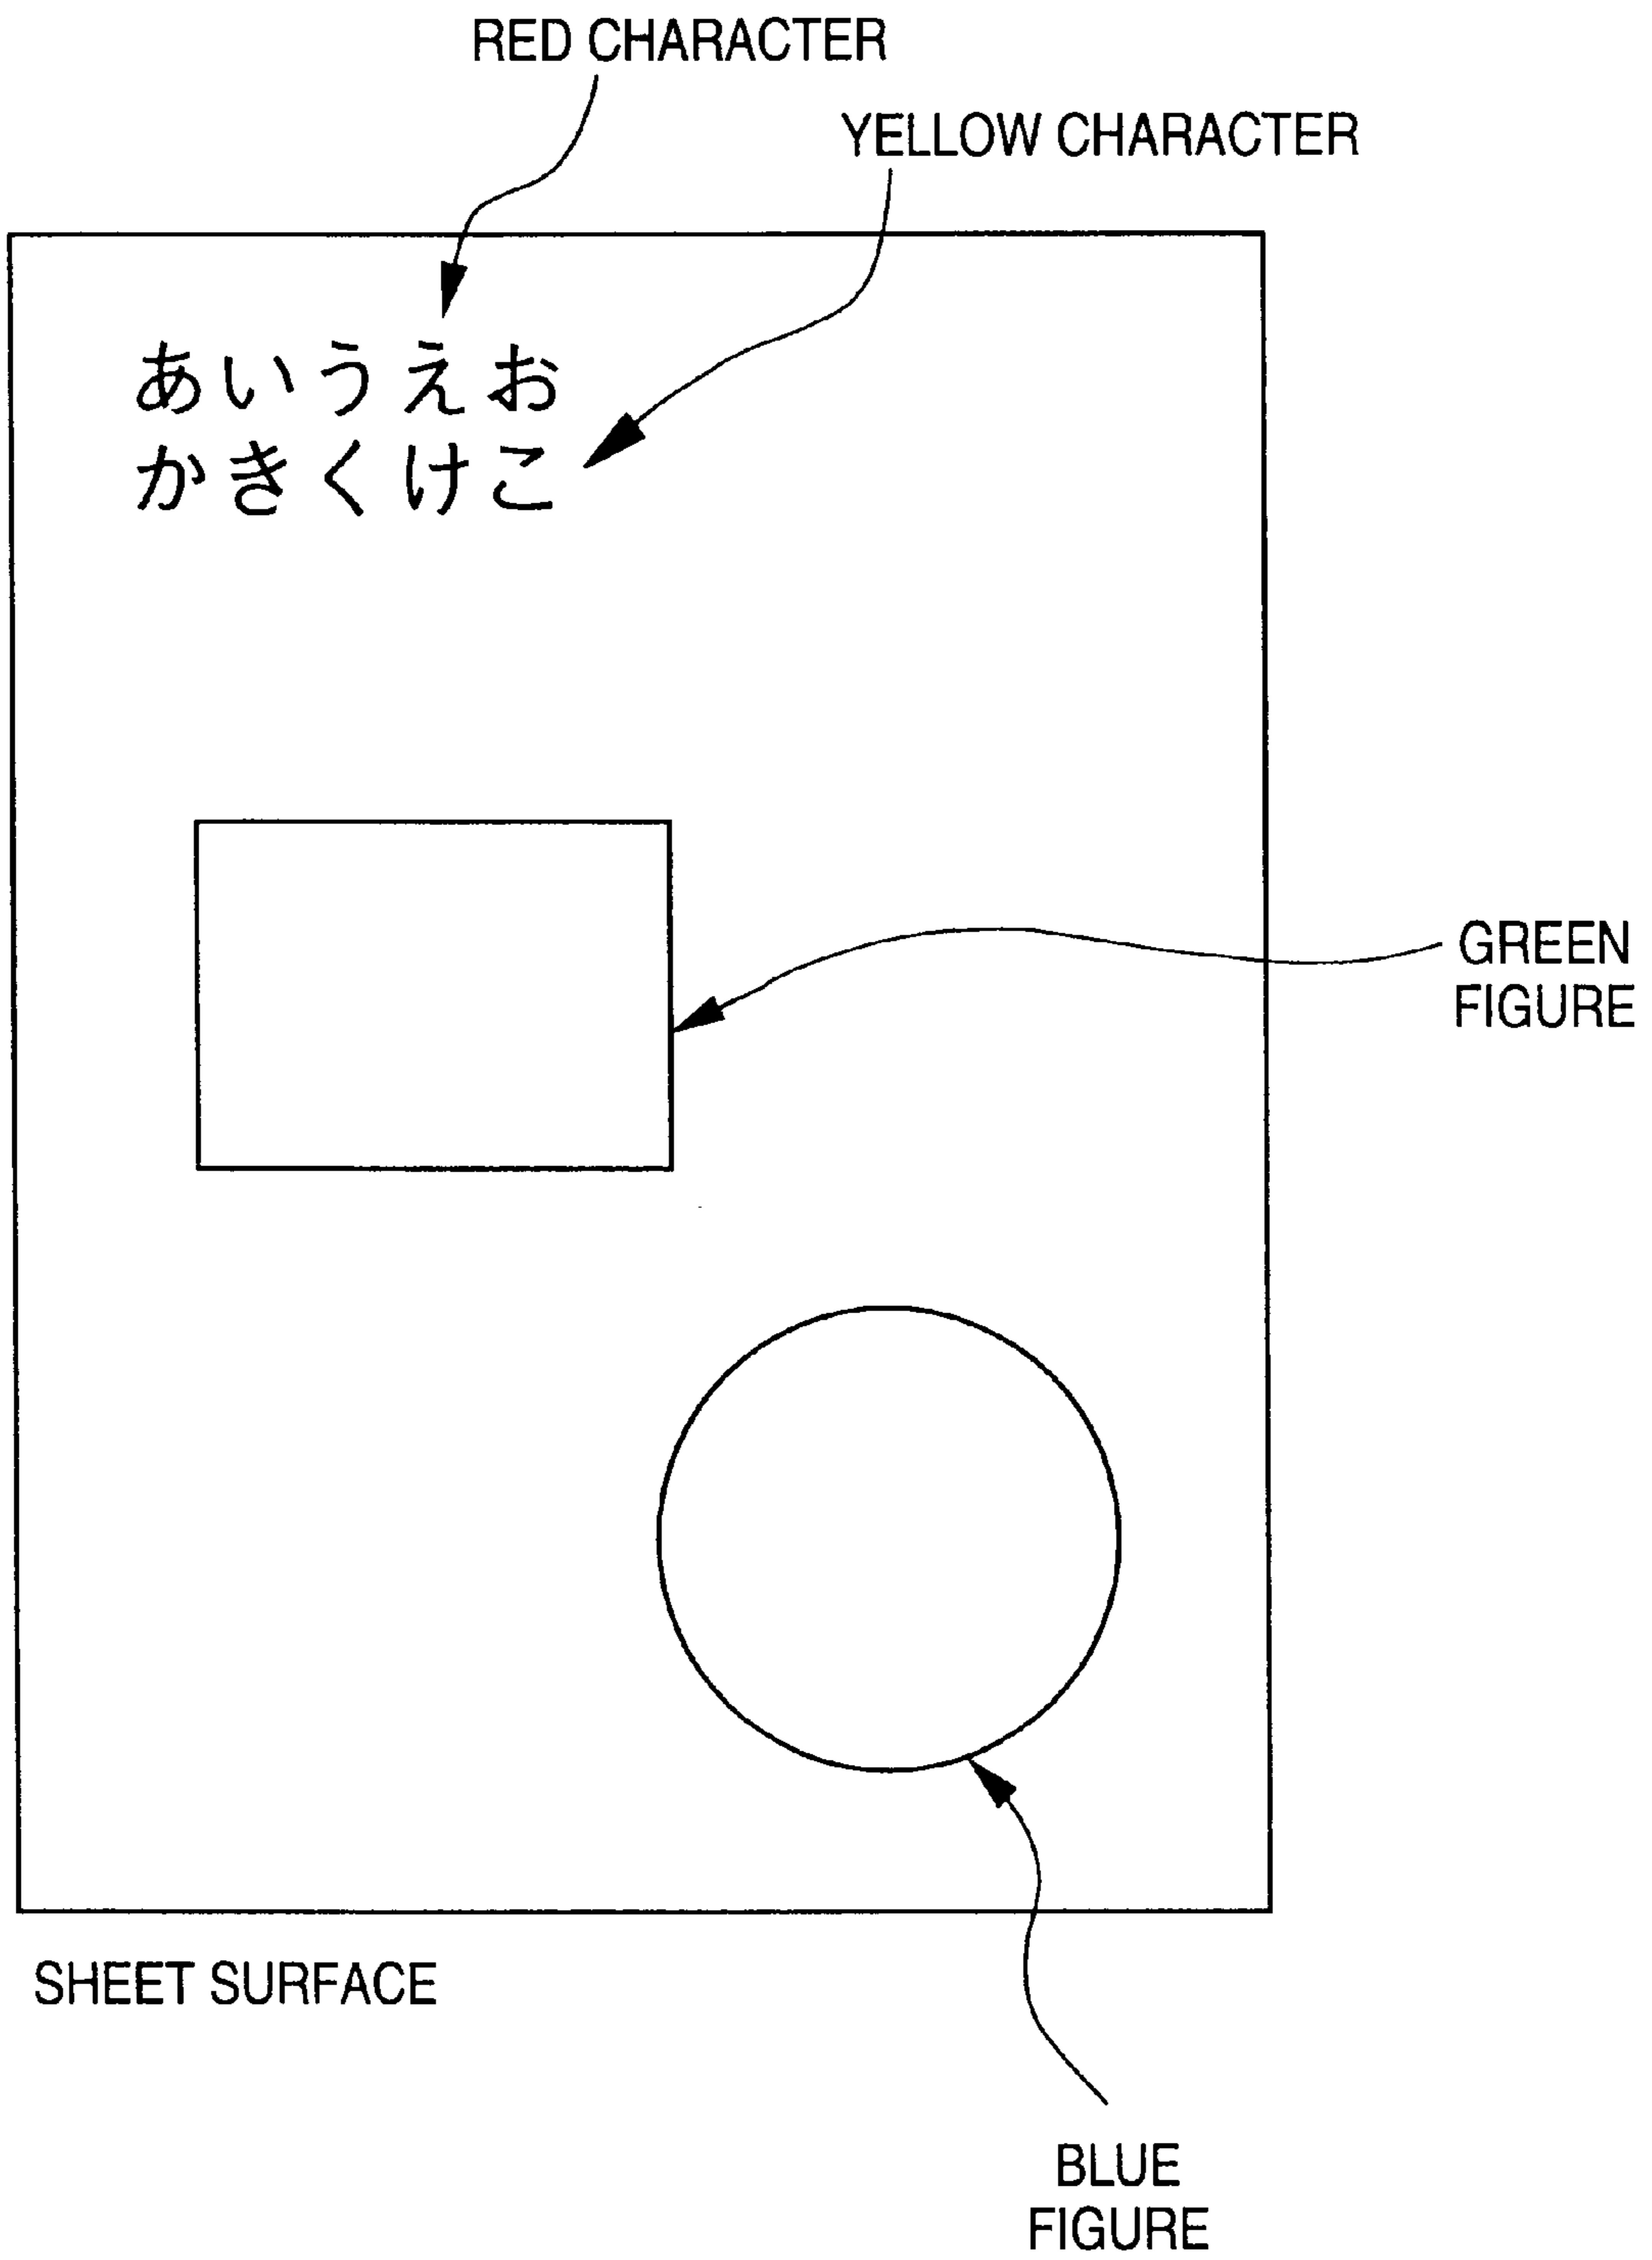 RED CHARACTER
YELLOW CHARACTER
あいうえお
かきくけこ
GREEN
FIGURE
SHEET SURFACE
BLUE
FIGURE